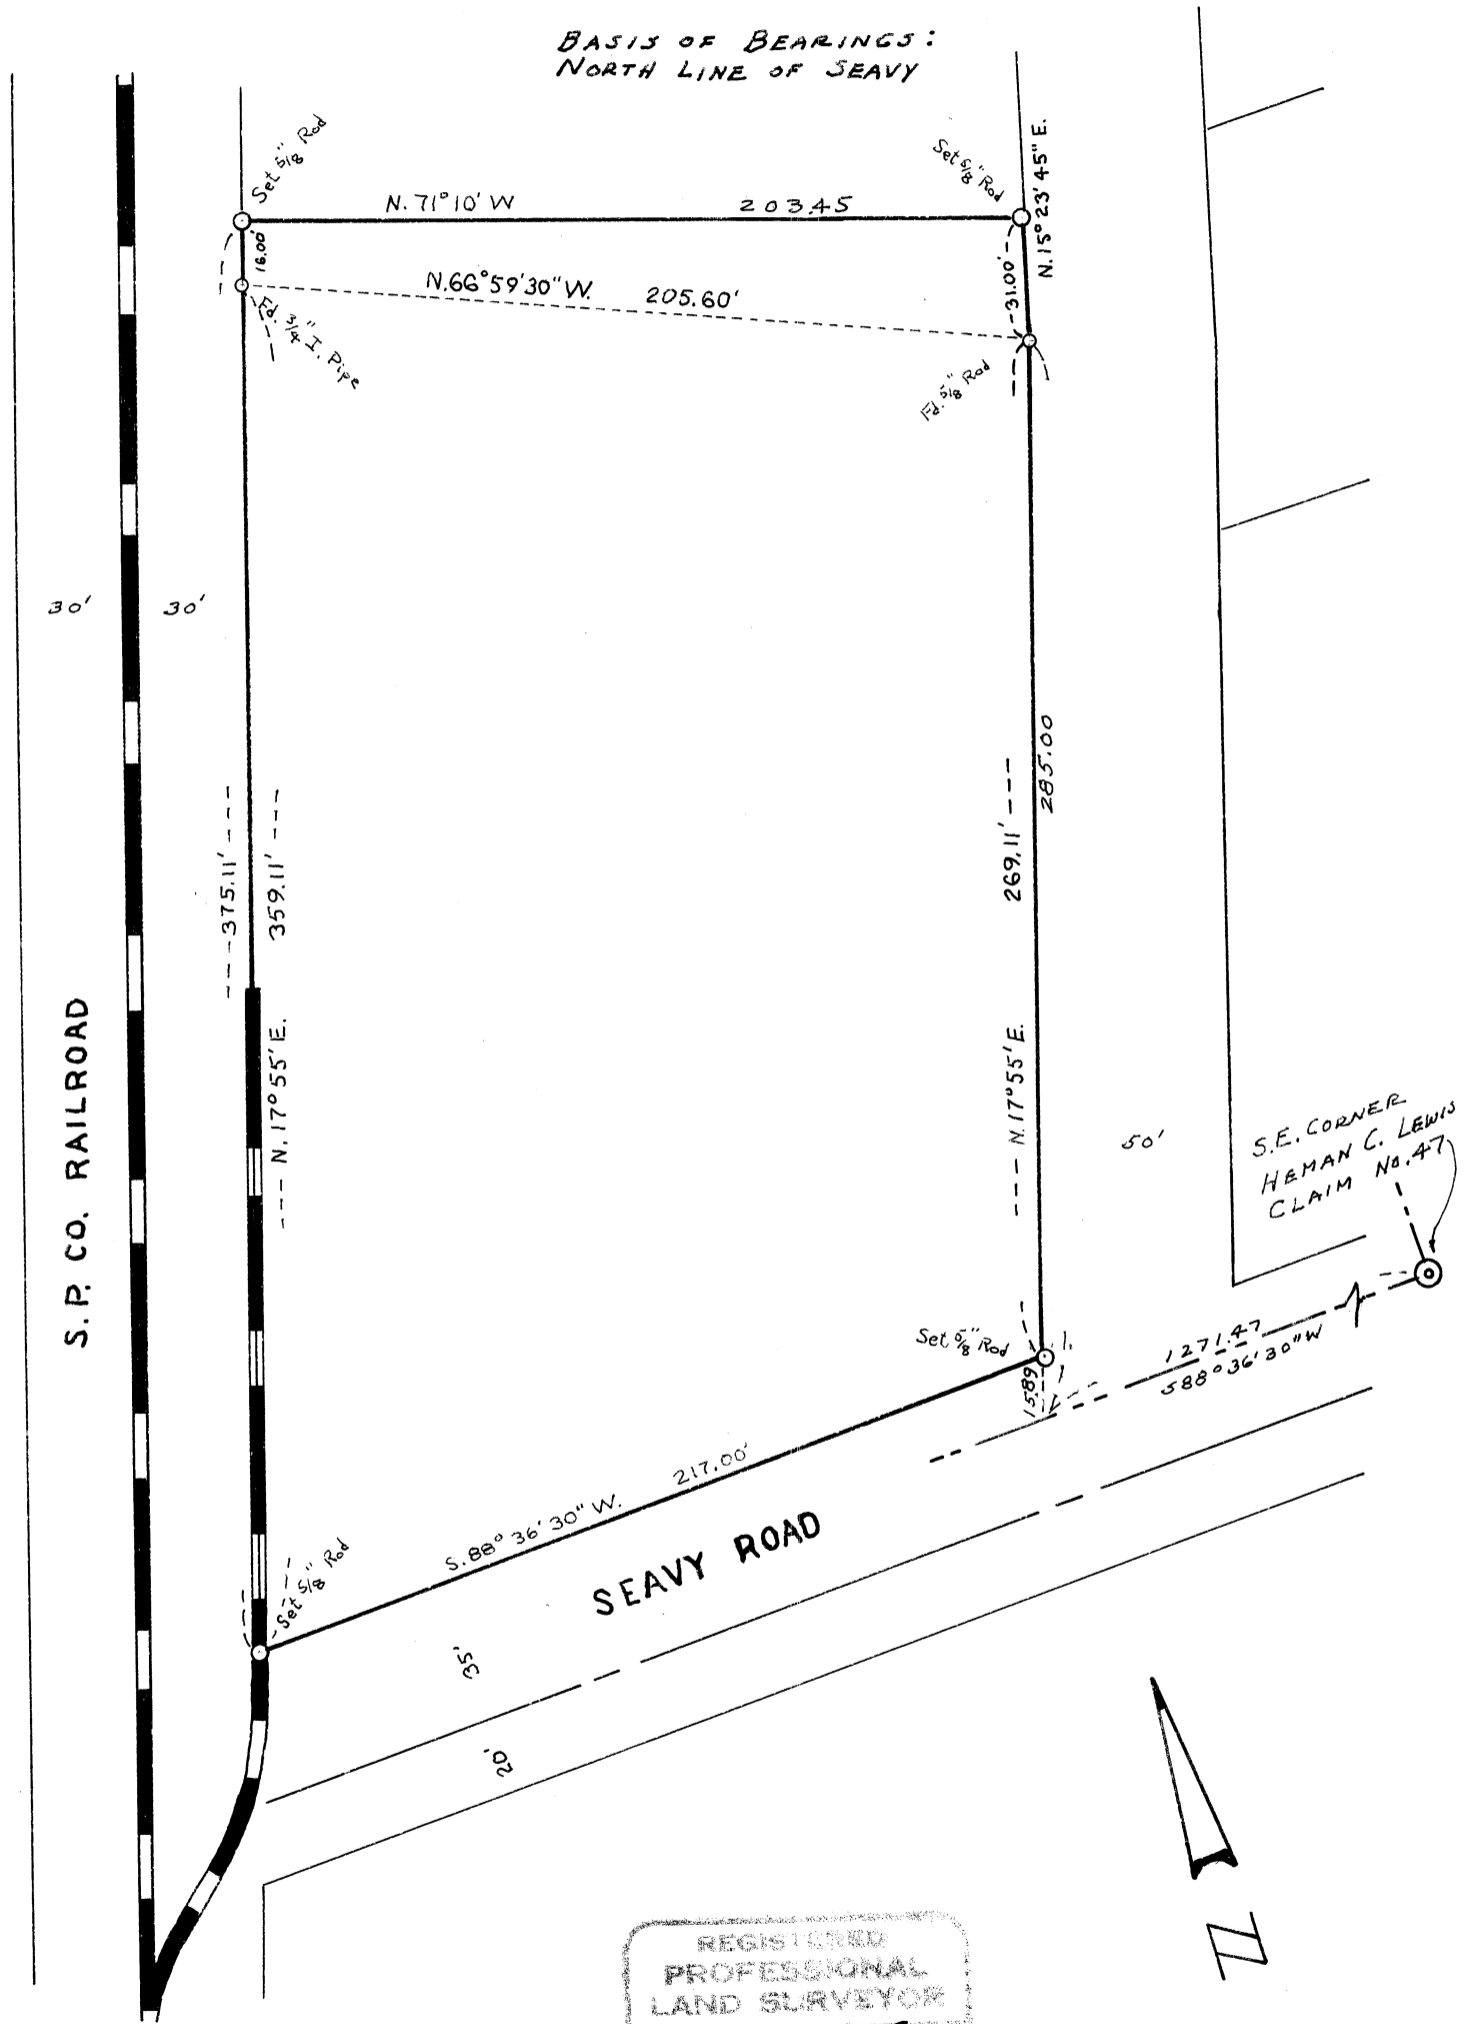 BASIS OF BEARINGS:
NORTH LINE OF SEAVY
Set 5/8" Rod
N. 71° 10' W 203.45
Set 5/8" Rod
N. 15° 23' 45" E.
16.00'
N. 66° 59' 30" W. 205.60'
31.00'
Fd. 3/4" I. Pipe
Fd. 5/8" Rod
30' 30'
375.11'
359.11'
269.11'
285.00
S. P. CO. RAILROAD
N. 17° 55' E.
N. 17° 55' E.
50'
S.E. CORNER
HEMAN C. LEWIS
CLAIM No. 47
Set 5/8" Rod
15.89
1271.47
S88° 36' 30" W
S. 88° 36' 30" W. 217.00'
SEAVY ROAD
Set 5/8" Rod
35'
20'
N
REGISTERED
PROFESSIONAL
LAND SURVEYOR